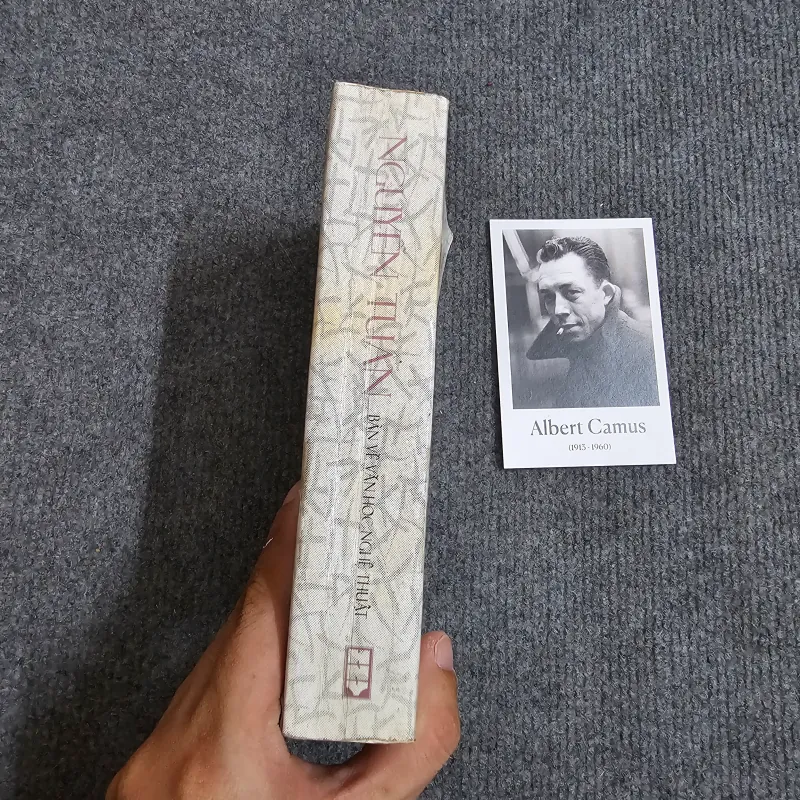 NGUYỄN TUÂN
BÀN VỀ VĂN HỌC NGHỆ THUẬT
Albert Camus
(1913 - 1960)